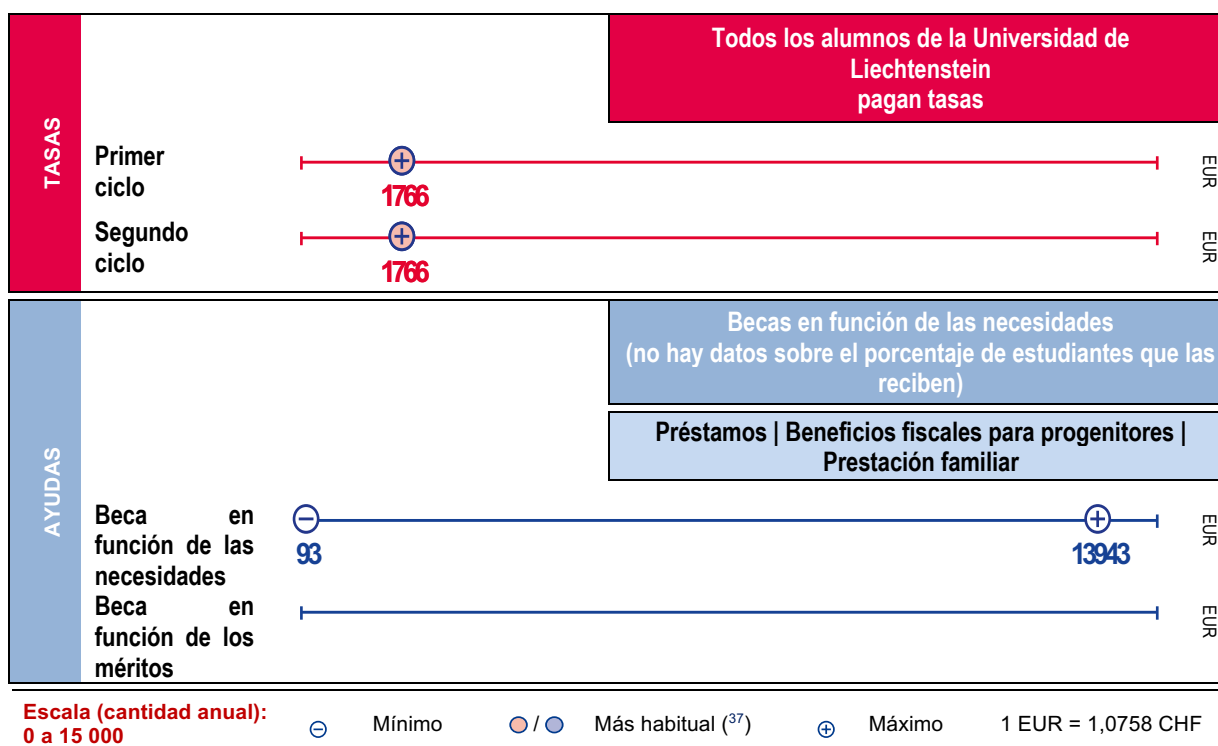 TASAS
Todos los alumnos de la Universidad de
Liechtenstein
pagan tasas
Primer
ciclo
1766
EUR
Segundo
ciclo
1766
EUR
AYUDAS
Becas en función de las necesidades
(no hay datos sobre el porcentaje de estudiantes que las
reciben)
Préstamos | Beneficios fiscales para progenitores |
Prestación familiar
Beca en
función de las
necesidades
93
13943
EUR
Beca en
función de los
méritos
EUR
Escala (cantidad anual):
0 a 15 000
Mínimo
/
Más habitual (37)
Máximo
1 EUR = 1,0758 CHF